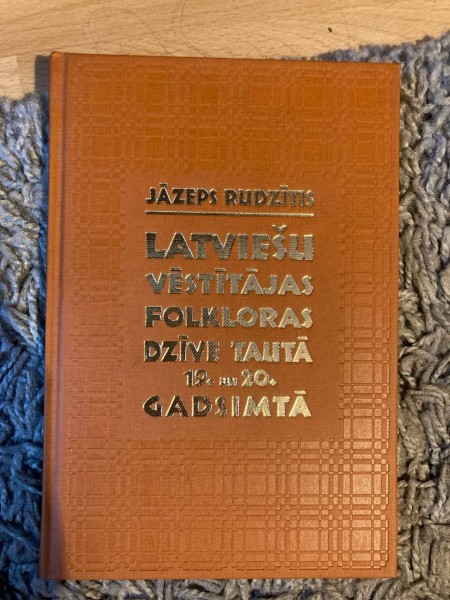 JĀZEPS RUDZĪTIS
LATVIEŠU
VĒSTĪTĀJAS
FOLKLORAS
DZĪVE TAUTĀ
19. UN 20.
GADSIMTĀ